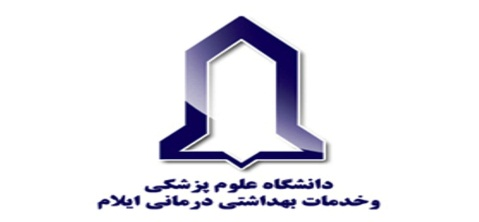 دانشگاه علوم پزشکی
وخدمات بهداشتی درمانی ایلام